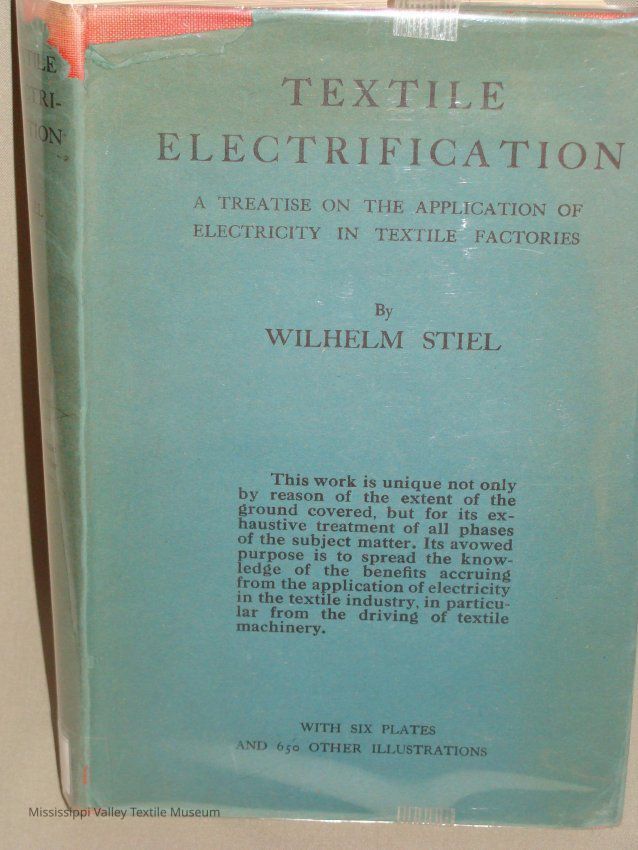 TILE
TRI-
TION
TEXTILE
ELECTRIFICATION
A TREATISE ON THE APPLICATION OF
ELECTRICITY IN TEXTILE FACTORIES
By
WILHELM STIEL
This work is unique not only
by reason of the extent of the
ground covered, but for its ex-
haustive treatment of all phases
of the subject matter. Its avowed
purpose is to spread the know-
ledge of the benefits accruing
from the application of electricity
in the textile industry, in particu-
lar from the driving of textile
machinery.
WITH SIX PLATES
AND 650 OTHER ILLUSTRATIONS
Mississippi Valley Textile Museum